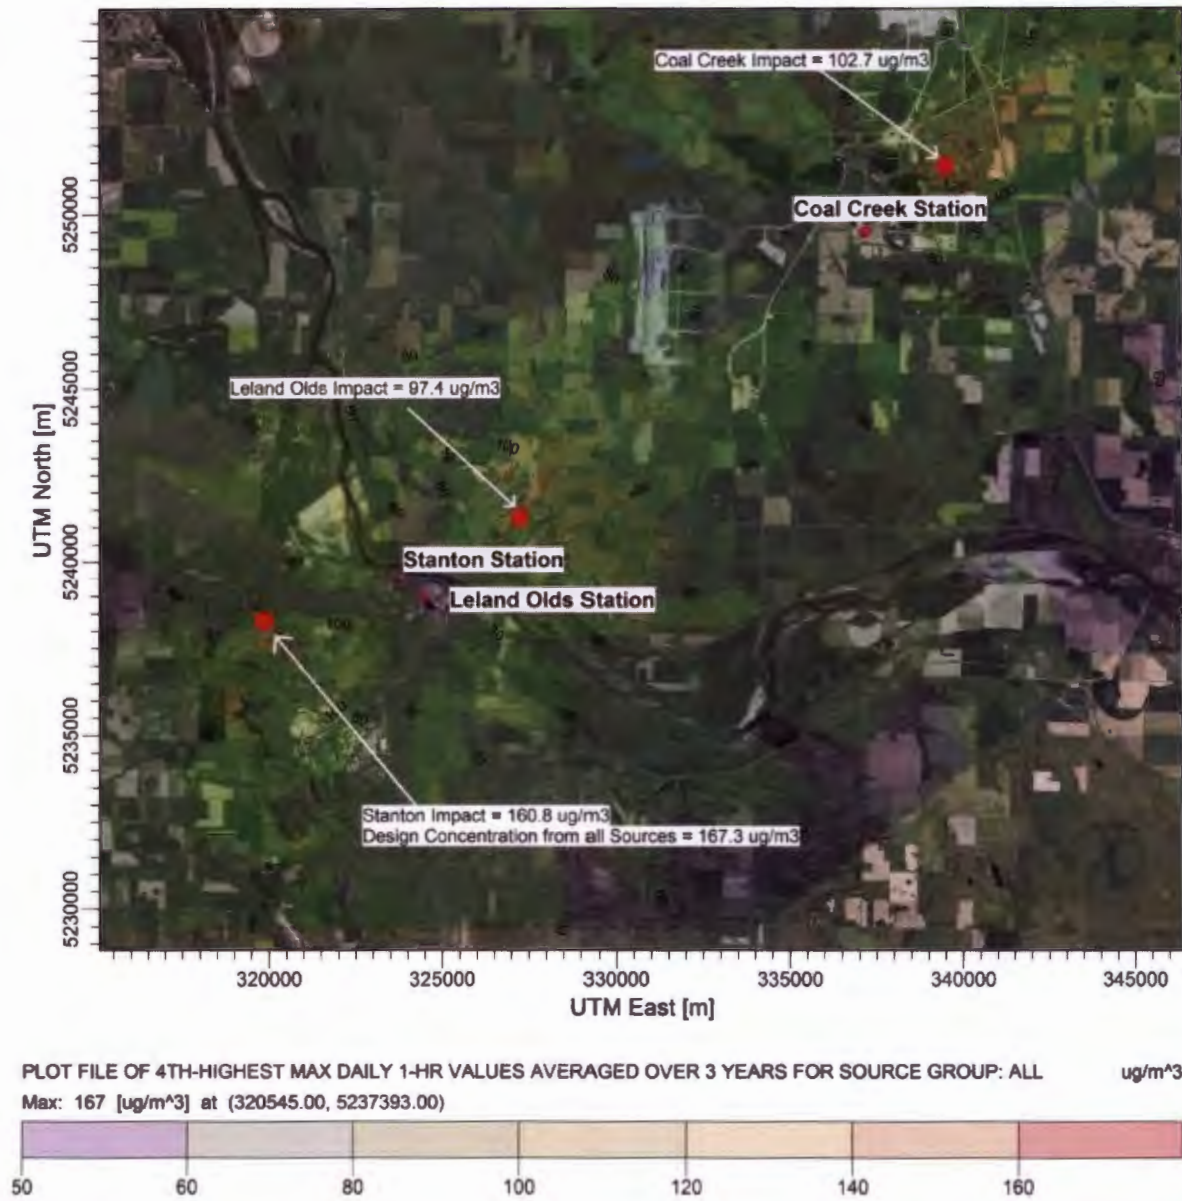 Coal Creek Impact = 102.7 ug/m3
Coal Creek Station
Leland Olds Impact = 97.4 ug/m3
100
Stanton Station
Leland Olds Station
100
Stanton Impact = 160.8 ug/m3
Design Concentration from all Sources = 167.3 ug/m3
UTM North [m]
5250000
5245000
5240000
5235000
5230000
320000 325000 330000 335000 340000 345000
UTM East [m]
PLOT FILE OF 4TH-HIGHEST MAX DAILY 1-HR VALUES AVERAGED OVER 3 YEARS FOR SOURCE GROUP: ALL ug/m^3
Max: 167 [ug/m^3] at (320545.00, 5237393.00)
50 60 80 100 120 140 160